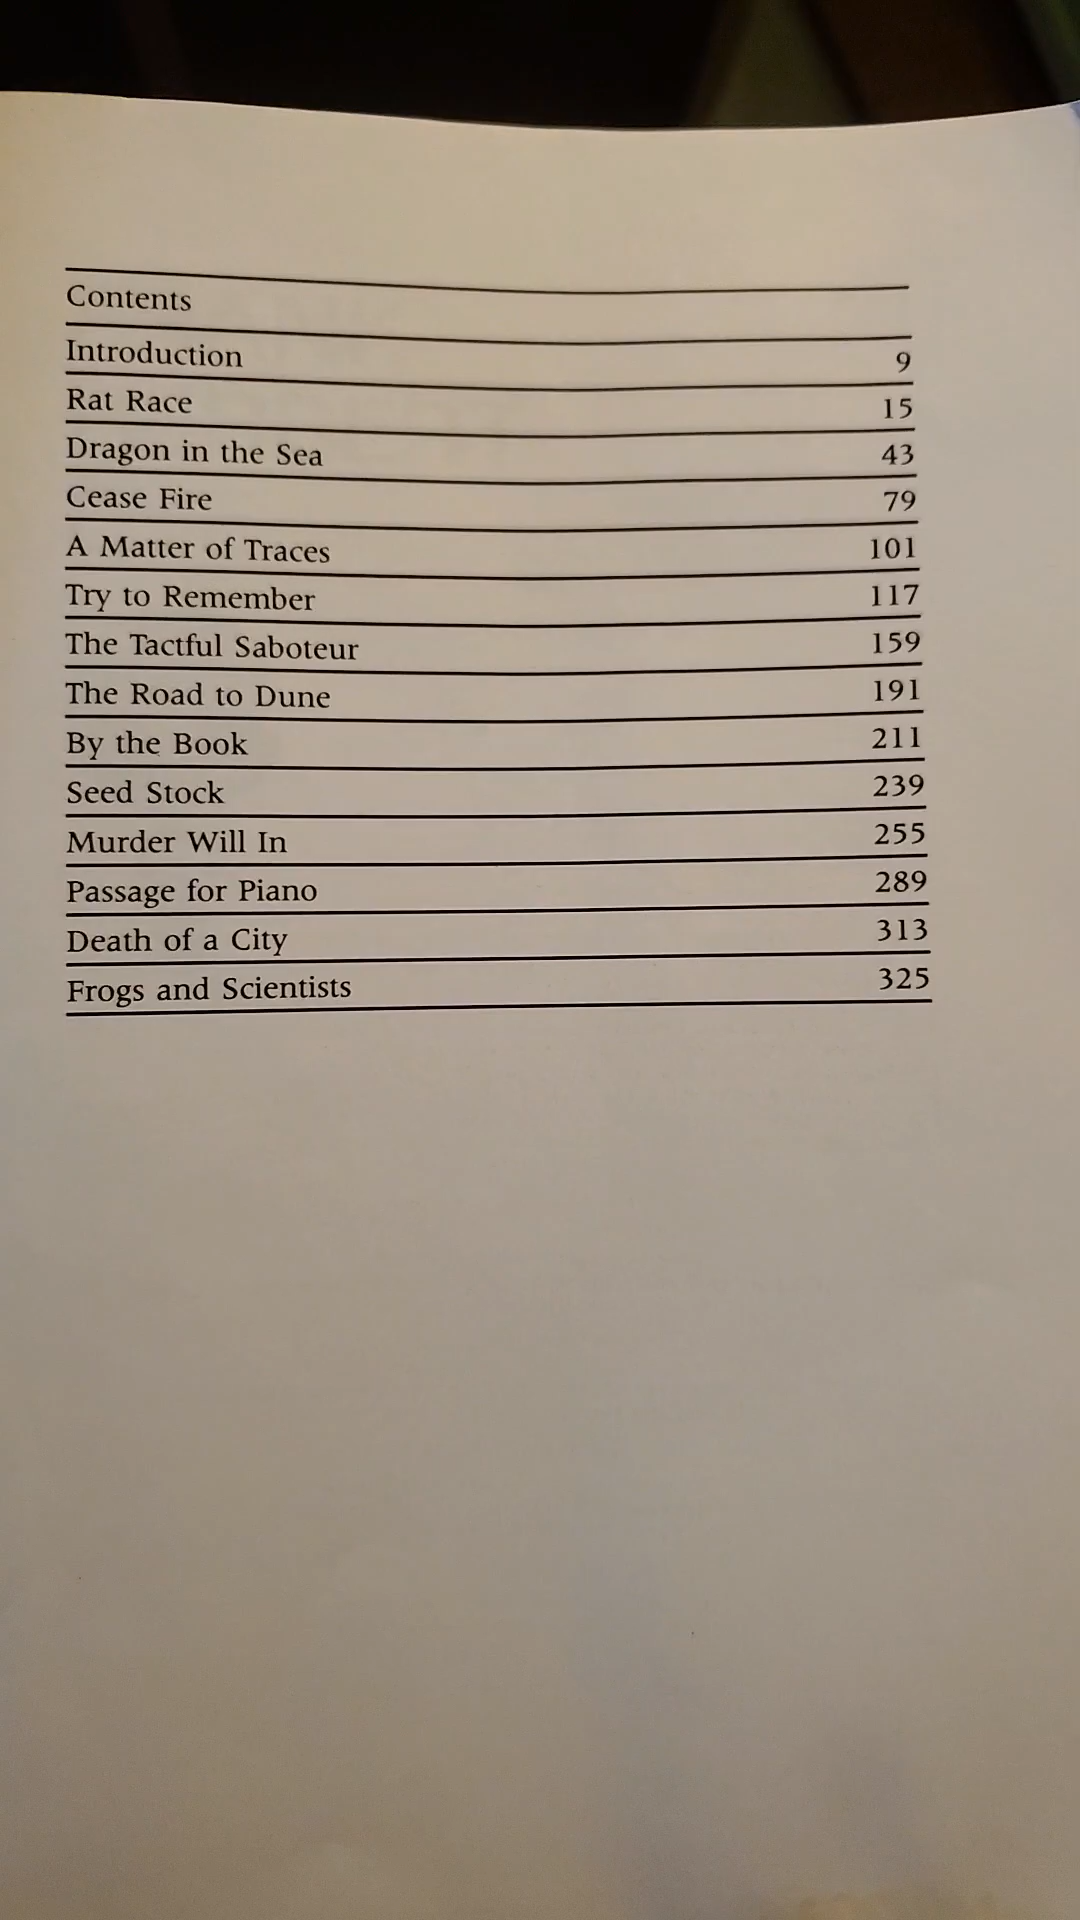 Contents
Introduction 9
Rat Race 15
Dragon in the Sea 43
Cease Fire 79
A Matter of Traces 101
Try to Remember 117
The Tactful Saboteur 159
The Road to Dune 191
By the Book 211
Seed Stock 239
Murder Will In 255
Passage for Piano 289
Death of a City 313
Frogs and Scientists 325